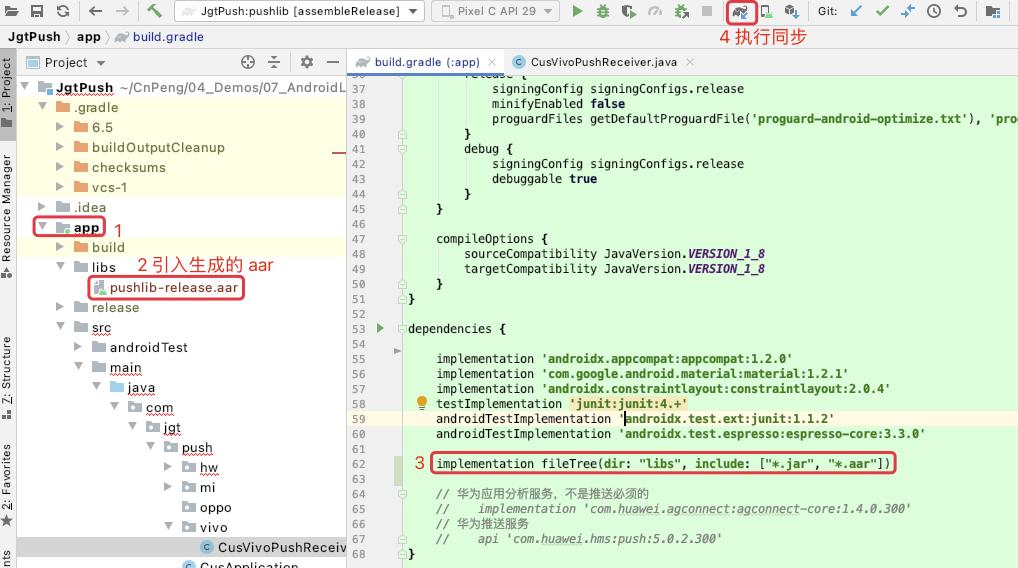 JgtPush:pushlib [assembleRelease]
Pixel C API 29
Git:
JgtPush
app
build.gradle
4 执行同步
Project
build.gradle (:app)
CusVivoPushReceiver.java
1: Project
Resource Manager
Z: Structure
2: Favorites
JgtPush ~/CnPeng/04_Demos/07_AndroidL
.gradle
6.5
buildOutputCleanup
checksums
vcs-1
.idea
app
1
build
libs
2 引入生成的 aar
pushlib-release.aar
release
src
androidTest
main
java
com
jgt
push
hw
mi
oppo
vivo
CusVivoPushReceiv
CusApplication
36 release {
37 signingConfig signingConfigs.release
38 minifyEnabled false
39 proguardFiles getDefaultProguardFile('proguard-android-optimize.txt'), 'pro
40 }
41 debug {
42 signingConfig signingConfigs.release
43 debuggable true
44 }
45 }
46
47 compileOptions {
48 sourceCompatibility JavaVersion.VERSION_1_8
49 targetCompatibility JavaVersion.VERSION_1_8
50 }
51 }
52
53 dependencies {
54
55 implementation 'androidx.appcompat:appcompat:1.2.0'
56 implementation 'com.google.android.material:material:1.2.1'
57 implementation 'androidx.constraintlayout:constraintlayout:2.0.4'
58 testImplementation 'junit:junit:4.+'
59 androidTestImplementation 'androidx.test.ext:junit:1.1.2'
60 androidTestImplementation 'androidx.test.espresso:espresso-core:3.3.0'
61
3
62 implementation fileTree(dir: "libs", include: ["*.jar", "*.aar"])
63
64 // 华为应用分析服务，不是推送必须的
65 // implementation 'com.huawei.agconnect:agconnect-core:1.4.0.300'
66 // 华为推送服务
67 // api 'com.huawei.hms:push:5.0.2.300'
68 }